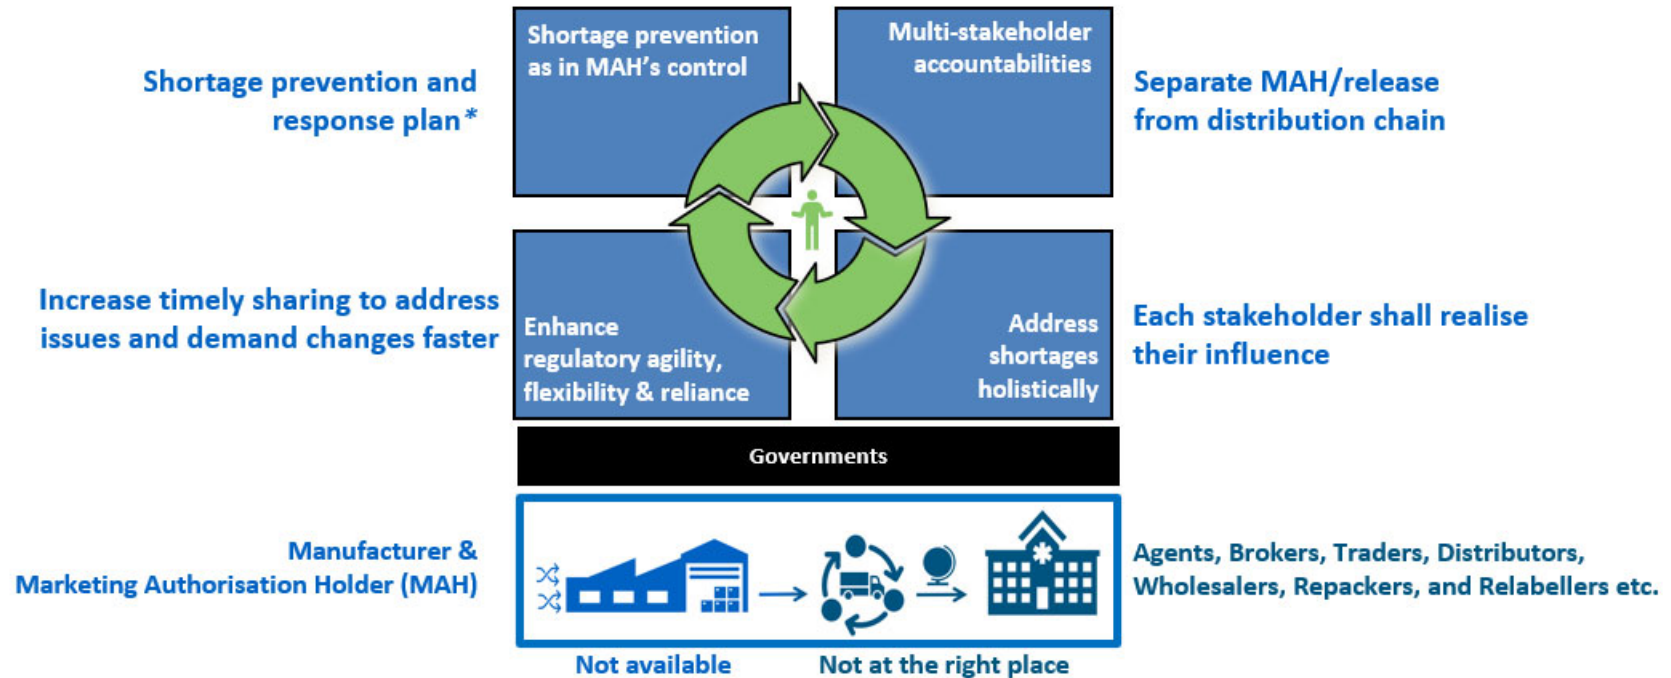 Shortage prevention and
response plan*
Shortage prevention
as in MAH's control
Multi-stakeholder
accountabilities
Separate MAH/release
from distribution chain
Increase timely sharing to address
issues and demand changes faster
Enhance
regulatory agility,
flexibility & reliance
Address
shortages
holistically
Each stakeholder shall realise
their influence
Governments
Manufacturer &
Marketing Authorisation Holder (MAH)
Agents, Brokers, Traders, Distributors,
Wholesalers, Repackers, and Relabellers etc.
Not available
Not at the right place